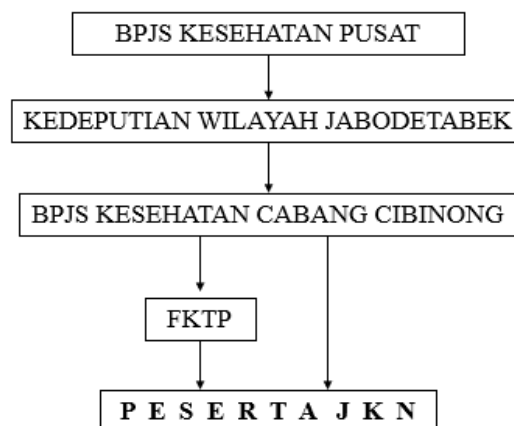 BPJS KESEHATAN PUSAT
KEDEPUTIAN WILAYAH JABODETABEK
BPJS KESEHATAN CABANG CIBINONG
FKTP
P E S E R T A J K N